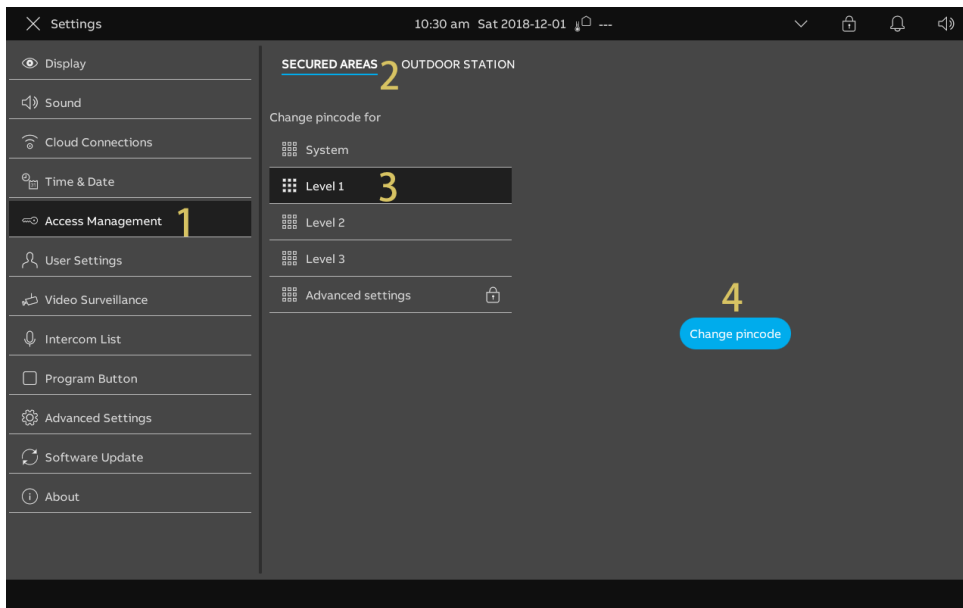 Settings
10:30 am Sat 2018-12-01 ---
Display
Sound
Cloud Connections
Time & Date
Access Management 1
User Settings
Video Surveillance
Intercom List
Program Button
Advanced Settings
Software Update
About
SECURED AREAS 2 OUTDOOR STATION
Change pincode for
System
Level 1 3
Level 2
Level 3
Advanced settings
4
Change pincode